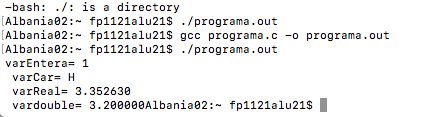 -bash: ./: is a directory
[Albania02:~ fp1121alu21$ ./programa.out
[Albania02:~ fp1121alu21$ gcc programa.c -o programa.out
[Albania02:~ fp1121alu21$ ./programa.out
varEntera= 1
varCar= H
varReal= 3.352630
vardouble= 3.200000Albania02:~ fp1121alu21$